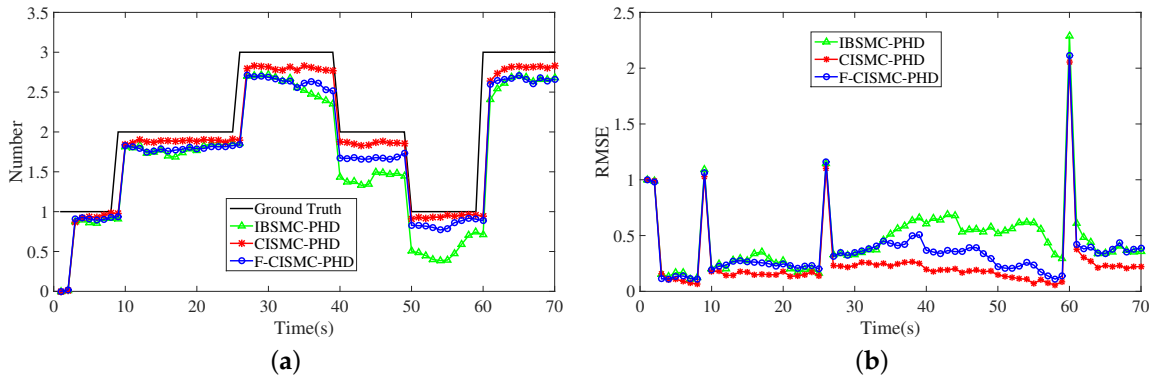 3.5
3
2.5
2
1.5
1
0.5
0
Number
0 10 20 30 40 50 60 70
Time(s)
Ground Truth
IBSMC-PHD
CISMC-PHD
F-CISMC-PHD
(a)
2.5
2
1.5
1
0.5
0
RMSE
0 10 20 30 40 50 60 70
Time(s)
IBSMC-PHD
CISMC-PHD
F-CISMC-PHD
(b)